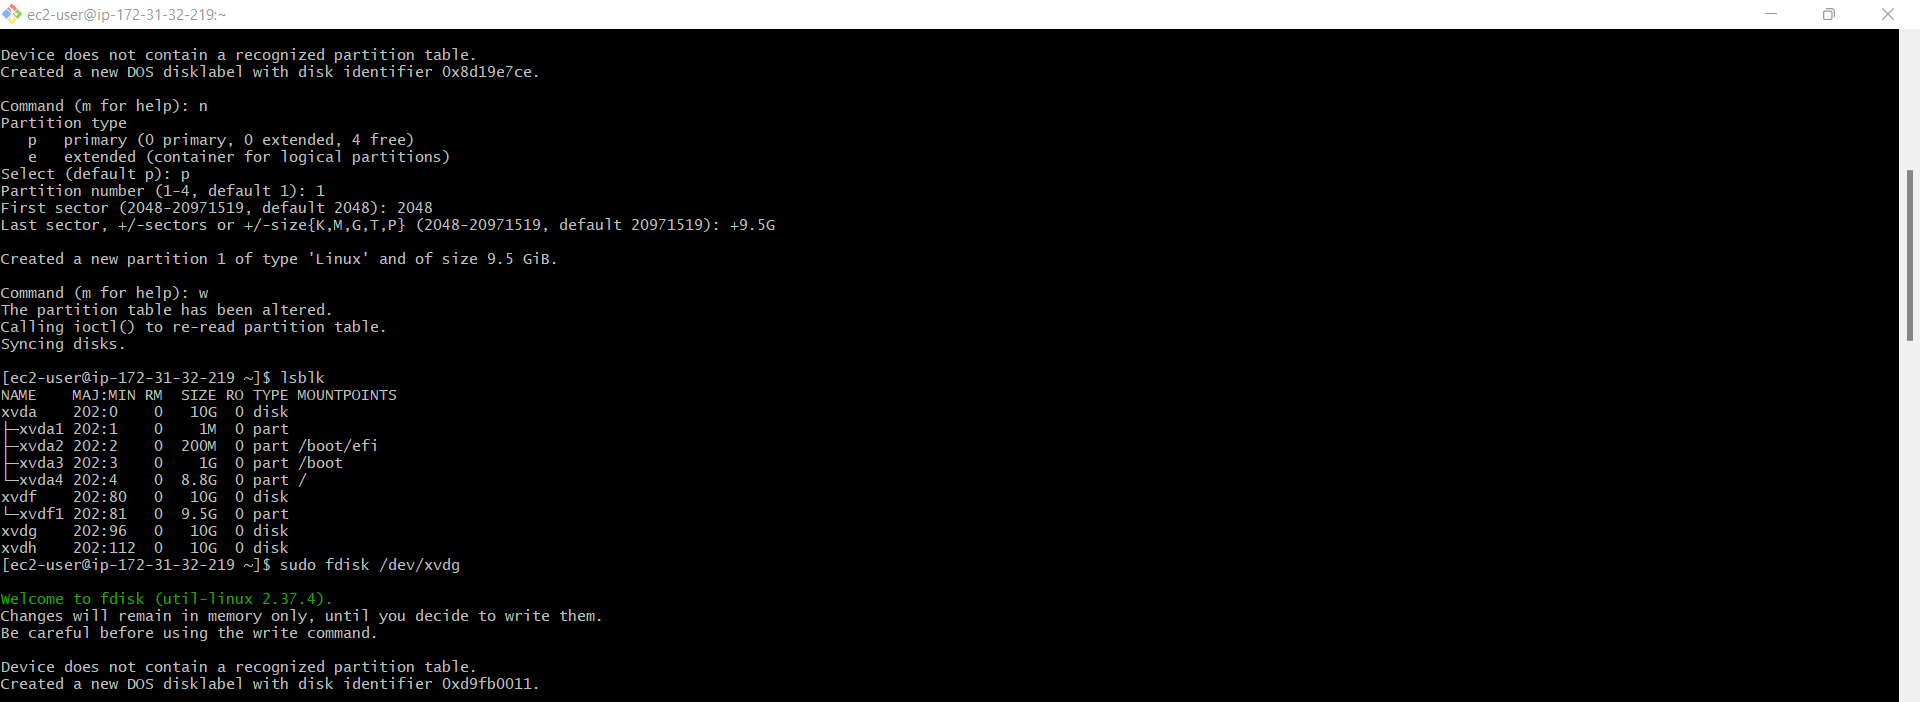 ec2-user@ip-172-31-32-219:~
Device does not contain a recognized partition table.
Created a new DOS disklabel with disk identifier 0x8d19e7ce.
Command (m for help): n
Partition type
   p   primary (0 primary, 0 extended, 4 free)
   e   extended (container for logical partitions)
Select (default p): p
Partition number (1-4, default 1): 1
First sector (2048-20971519, default 2048): 2048
Last sector, +/-sectors or +/-size{K,M,G,T,P} (2048-20971519, default 20971519): +9.5G
Created a new partition 1 of type 'Linux' and of size 9.5 GiB.
Command (m for help): w
The partition table has been altered.
Calling ioctl() to re-read partition table.
Syncing disks.
[ec2-user@ip-172-31-32-219 ~]$ lsblk
NAME    MAJ:MIN RM  SIZE RO TYPE MOUNTPOINTS
xvda    202:0    0   10G  0 disk
├─xvda1 202:1    0    1M  0 part
├─xvda2 202:2    0  200M  0 part /boot/efi
├─xvda3 202:3    0    1G  0 part /boot
└─xvda4 202:4    0  8.8G  0 part /
xvdf    202:80   0   10G  0 disk
└─xvdf1 202:81   0  9.5G  0 part
xvdg    202:96   0   10G  0 disk
xvdh    202:112  0   10G  0 disk
[ec2-user@ip-172-31-32-219 ~]$ sudo fdisk /dev/xvdg
Welcome to fdisk (util-linux 2.37.4).
Changes will remain in memory only, until you decide to write them.
Be careful before using the write command.
Device does not contain a recognized partition table.
Created a new DOS disklabel with disk identifier 0xd9fb0011.